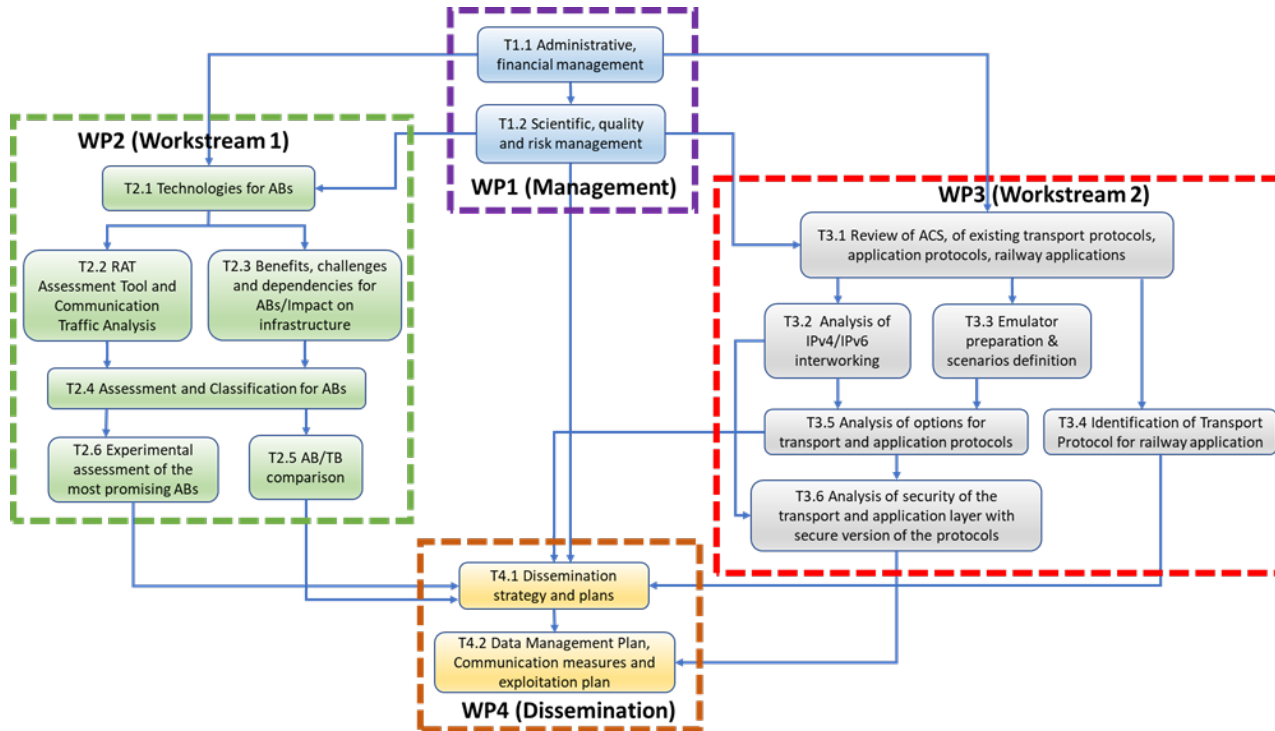 T1.1 Administrative,
financial management
T1.2 Scientific, quality
and risk management
WP1 (Management)
WP2 (Workstream 1)
T2.1 Technologies for ABs
T2.2 RAT
Assessment Tool and
Communication
Traffic Analysis
T2.3 Benefits, challenges
and dependencies for
ABs/Impact on
infrastructure
T2.4 Assessment and Classification for ABs
T2.6 Experimental
assessment of the
most promising ABs
T2.5 AB/TB
comparison
WP3 (Workstream 2)
T3.1 Review of ACS, of existing transport protocols,
application protocols, railway applications
T3.2 Analysis of
IPv4/IPv6
interworking
T3.3 Emulator
preparation &
scenarios definition
T3.5 Analysis of options for
transport and application protocols
T3.4 Identification of Transport
Protocol for railway application
T3.6 Analysis of security of the
transport and application layer with
secure version of the protocols
T4.1 Dissemination
strategy and plans
T4.2 Data Management Plan,
Communication measures and
exploitation plan
WP4 (Dissemination)